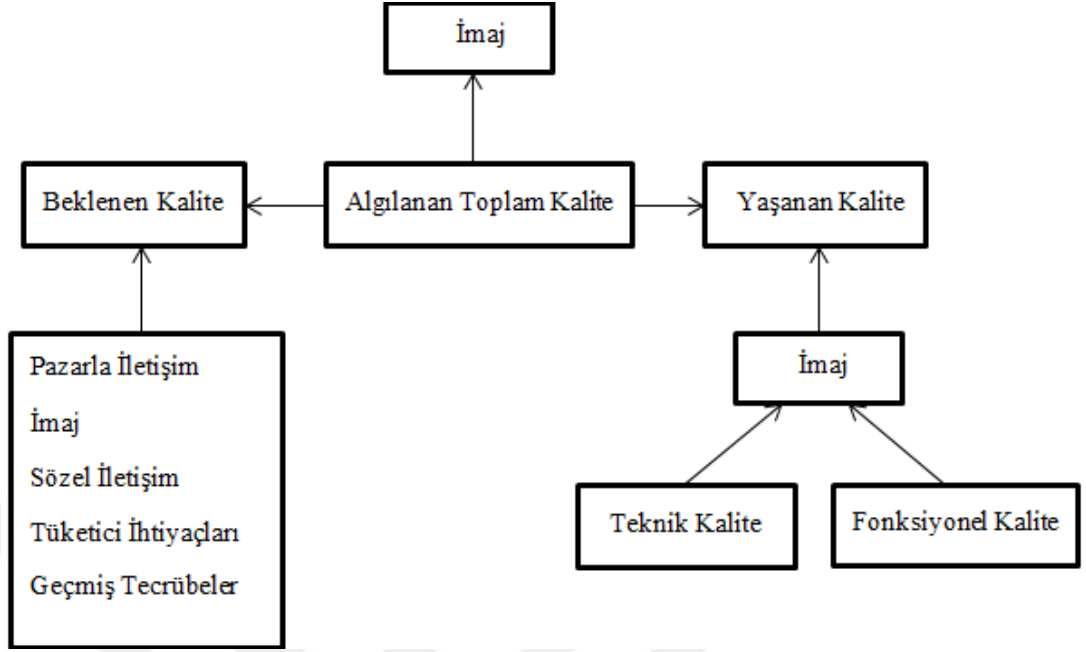 İmaj
Beklenen Kalite
Algılanan Toplam Kalite
Yaşanan Kalite
Pazarla İletişim
İmaj
Sözel İletişim
Tüketici İhtiyaçları
Geçmiş Tecrübeler
İmaj
Teknik Kalite
Fonksiyonel Kalite